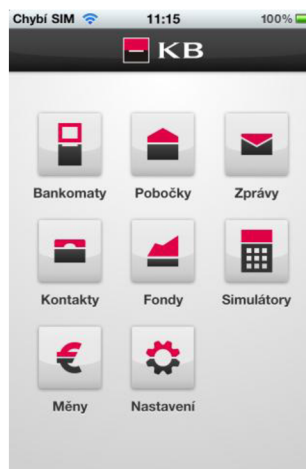 Chybí SIM 11:15 100%
KB
Bankomaty Pobočky Zprávy
Kontakty Fondy Simulátory
Měny Nastavení